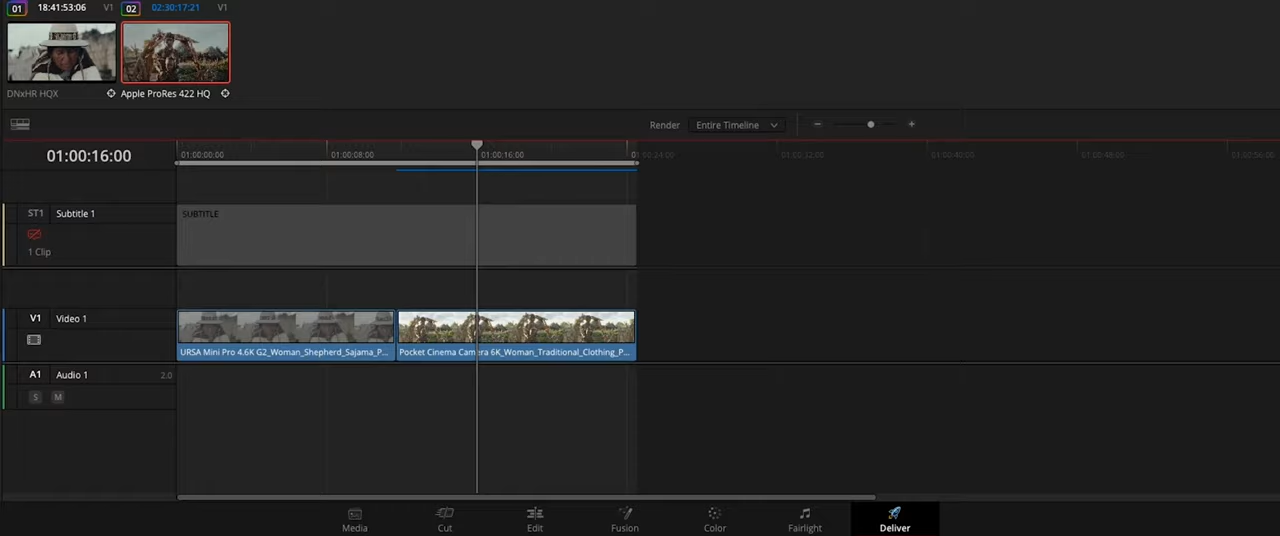 01 18:41:53:06 V1 02 02:30:17:21 V1
DNxHR HQX Apple ProRes 422 HQ
Render Entire Timeline
01:00:16:00
01:00:00:00 01:00:08:00 01:00:16:00 01:00:24:00 01:00:32:00 01:00:40:00 01:00:48:00 01:00:56:00
ST1 Subtitle 1 SUBTITLE
1 Clip
V1 Video 1
URSA Mini Pro 4.6K G2_Woman_Shepherd_Sajama_P... Pocket Cinema Camera 6K_Woman_Traditional_Clothing_P...
A1 Audio 1 2.0
S M
Media Cut Edit Fusion Color Fairlight Deliver